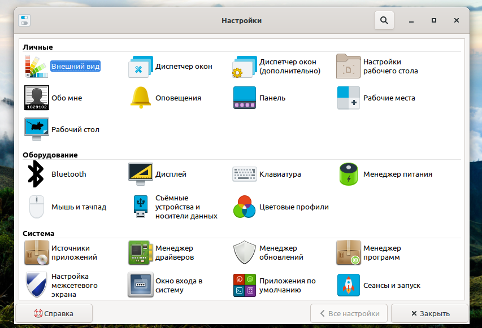 Настройки
Личные
Внешний вид
Диспетчер окон
Диспетчер окон
(дополнительно)
Настройки
рабочего стола
Обо мне
Оповещения
Панель
Рабочие места
Рабочий стол
Оборудование
Bluetooth
Дисплей
Клавиатура
Менеджер питания
Мышь и тачпад
Съёмные
устройства и
носители данных
Цветовые профили
Система
Источники
приложений
Менеджер
драйверов
Менеджер
обновлений
Менеджер
программ
Настройка
межсетевого
экрана
Окно входа в
систему
Приложения по
умолчанию
Сеансы и запуск
Справка
Все настройки
Закрыть